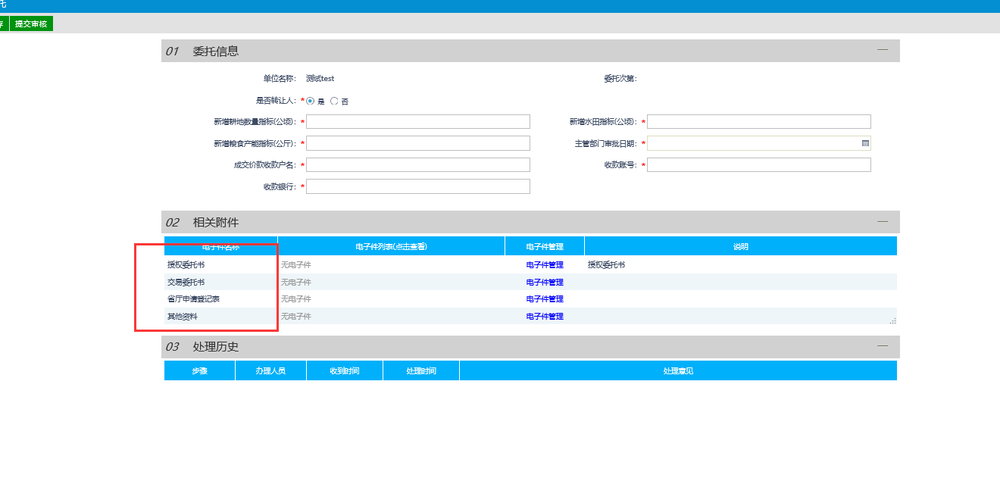 托
存 提交审核
01 委托信息
单位名称： 测试test 委托次第：
是否转让人： * 是 否
新增耕地数量指标(公顷)： * 新增水田指标(公顷)： *
新增粮食产能指标(公斤)： * 主管部门审批日期： *
成交价款收款户名： * 收款账号： *
收款银行： *
02 相关附件
电子件名称 电子件列表(点击查看) 电子件管理 说明
授权委托书 无电子件 电子件管理 授权委托书
交易委托书 无电子件 电子件管理
省厅申请登记表 无电子件 电子件管理
其他资料 无电子件 电子件管理
03 处理历史
步骤 办理人员 收到时间 处理时间 处理意见